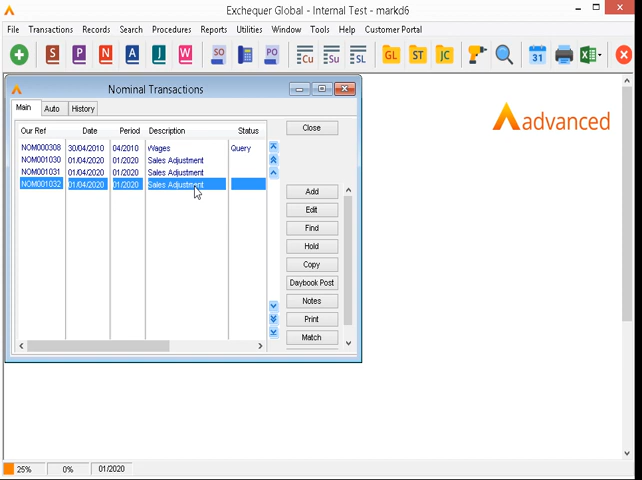 Exchequer Global - Internal Test - markd6
File Transactions Records Search Procedures Reports Utilities Window Tools Help Customer Portal
S P N J W SO Cu Su SL GL ST JC 31
Nominal Transactions
Main Auto History
Our Ref Date Period Description Status
NOM000308 30/04/2010 04/2010 Wages Query
NOM001030 01/04/2020 01/2020 Sales Adjustment
NOM001031 01/04/2020 01/2020 Sales Adjustment
NOM001032 01/04/2020 01/2020 Sales Adjustment
Close
Add
Edit
Find
Hold
Copy
Daybook Post
Notes
Print
Match
advanced
25% 0% 01/2020